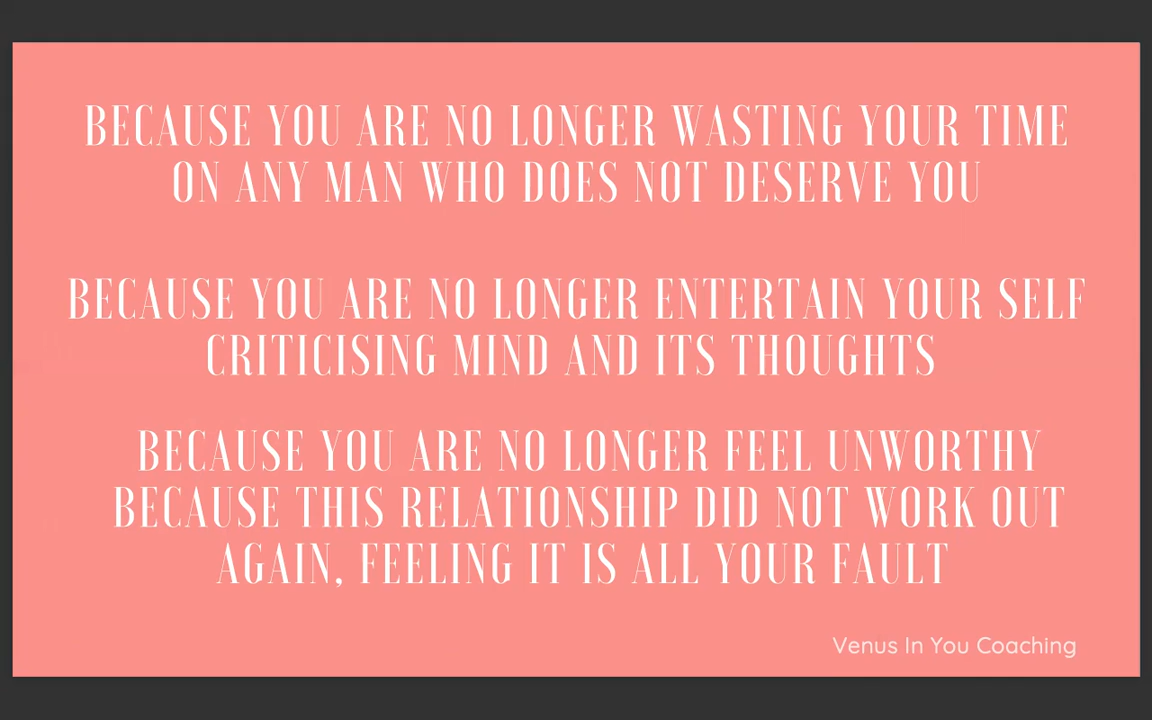 BECAUSE YOU ARE NO LONGER WASTING YOUR TIME
ON ANY MAN WHO DOES NOT DESERVE YOU
BECAUSE YOU ARE NO LONGER ENTERTAIN YOUR SELF
CRITICISING MIND AND ITS THOUGHTS
BECAUSE YOU ARE NO LONGER FEEL UNWORTHY
BECAUSE THIS RELATIONSHIP DID NOT WORK OUT
AGAIN, FEELING IT IS ALL YOUR FAULT
Venus In You Coaching